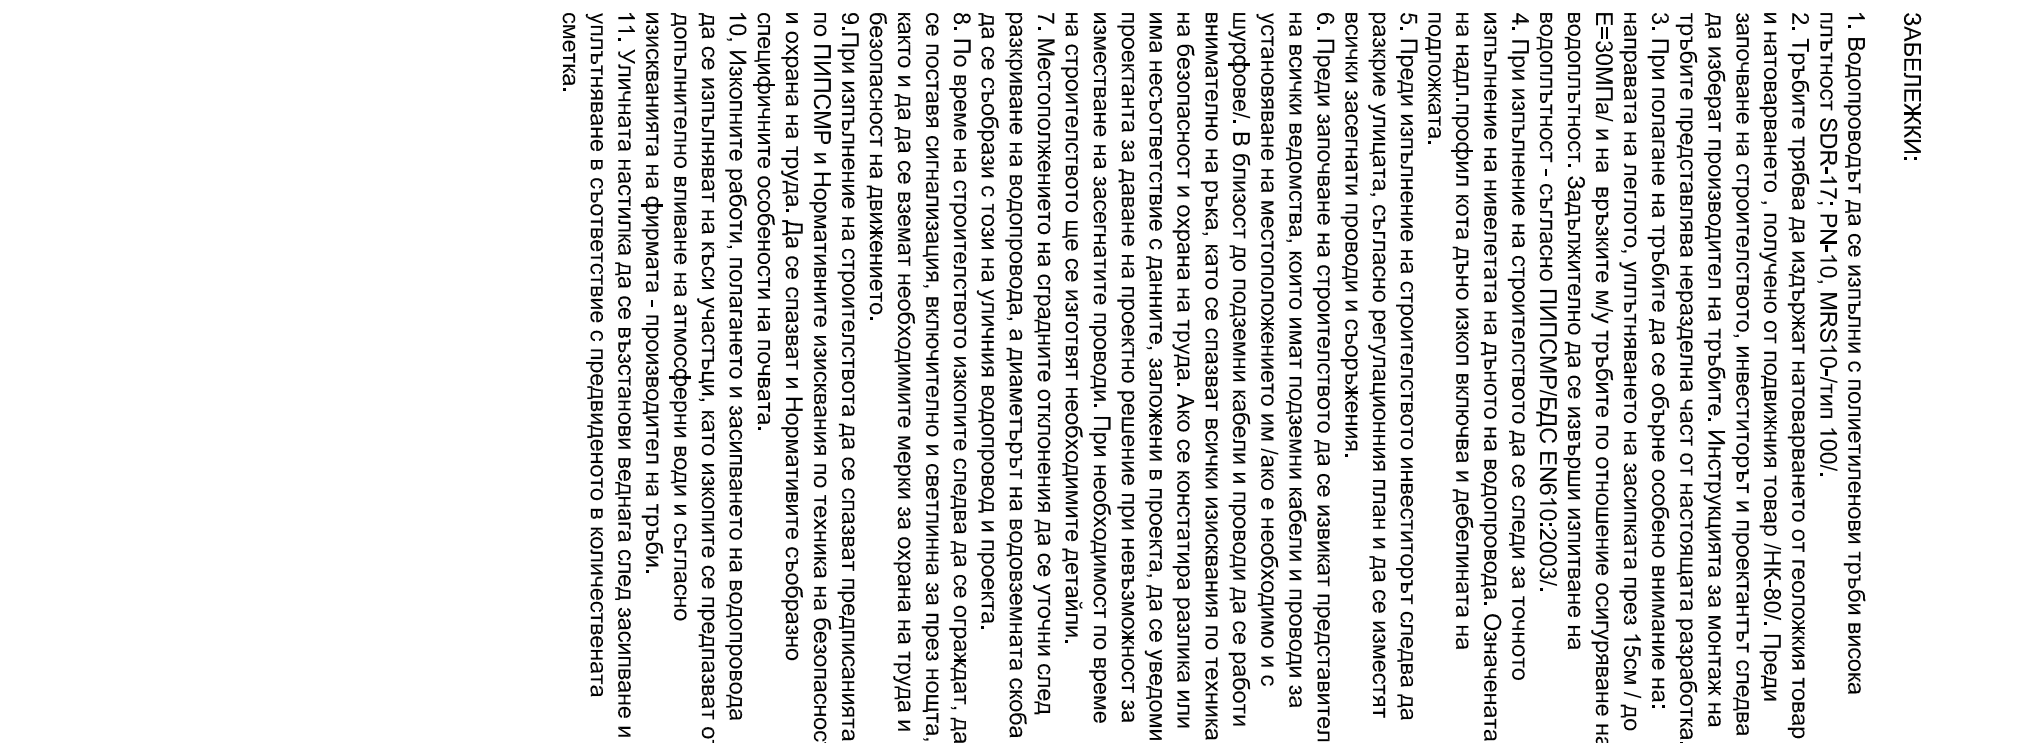 ЗАБЕЛЕЖКИ:
1. Водопроводът да се изпълни с полиетиленови тръби висока
плътност SDR-17; PN-10, MRS10-/тип 100/.
2. Тръбите трябва да издържат натоварването от геоложкия товар
и натоварването , получено от подвижния товар /НК-80/. Преди
започване на строителството, инвеститорът и проектантът следва
да изберат производител на тръбите. Инструкцията за монтаж на
тръбите представлява неразделна част от настоящата разработка.
3. При полагане на тръбите да се обърне особено внимание на:
направата на леглото, уплътняването на засипката през 15см / до
Е=30МПа/ и на връзките м/у тръбите по отношение осигуряване на
водоплътност. Задължително да се извърши изпитване на
водоплътност - съгласно ПИПСМР/БДС EN610:2003/.
4. При изпълнение на строителството да се следи за точното
изпълнение на нивелетата на дъното на водопровода. Означената
на надл.профил кота дъно изкоп включва и дебелината на
подложката.
5. Преди изпълнение на строителството инвеститорът следва да
разкрие улицата, съгласно регулационния план и да се изместят
всички засегнати проводи и съоръжения.
6. Преди започване на строителството да се извикат представител
на всички ведомства, които имат подземни кабели и проводи за
установяване на местоположението им /ако е необходимо и с
шурфове/. В близост до подземни кабели и проводи да се работи
внимателно на ръка, като се спазват всички изисквания по техника
на безопасност и охрана на труда. Ако се констатира разлика или
има несъответствие с данните, заложени в проекта, да се уведоми
проектанта за даване на проектно решение при невъзможност за
изместване на засегнатите проводи. При необходимост по време
на строителството ще се изготвят необходимите детайли.
7. Местоположението на сградните отклонения да се уточни след
разкриване на водопровода, а диаметърът на водовземната скоба
да се съобрази с този на уличния водопровод и проекта.
8. По време на строителството изкопите следва да се ограждат, да
се поставя сигнализация, включително и светлинна за през нощта,
както и да да се вземат необходимите мерки за охрана на труда и
безопасност на движението.
9.При изпълнение на строителството да се спазват предписанията
по ПИПСМР и Нормативните изисквания по техника на безопасност
и охрана на труда. Да се спазват и Нормативите съобразно
специфичните особености на почвата.
10, Изкопните работи, полагането и засипването на водопровода
да се изпълняват на къси участъци, като изкопите се предпазват от
допълнително вливане на атмосферни води и съгласно
изискванията на фирмата - производител на тръби.
11. Уличната настилка да се възстанови веднага след засипване и
уплътняване в съответствие с предвиденото в количествената
сметка.